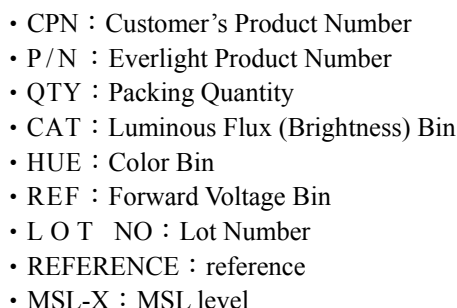 ・CPN：Customer's Product Number
・P/N：Everlight Product Number
・QTY：Packing Quantity
・CAT：Luminous Flux (Brightness) Bin
・HUE：Color Bin
・REF：Forward Voltage Bin
・L O T  NO：Lot Number
・REFERENCE：reference
・MSL-X：MSL level